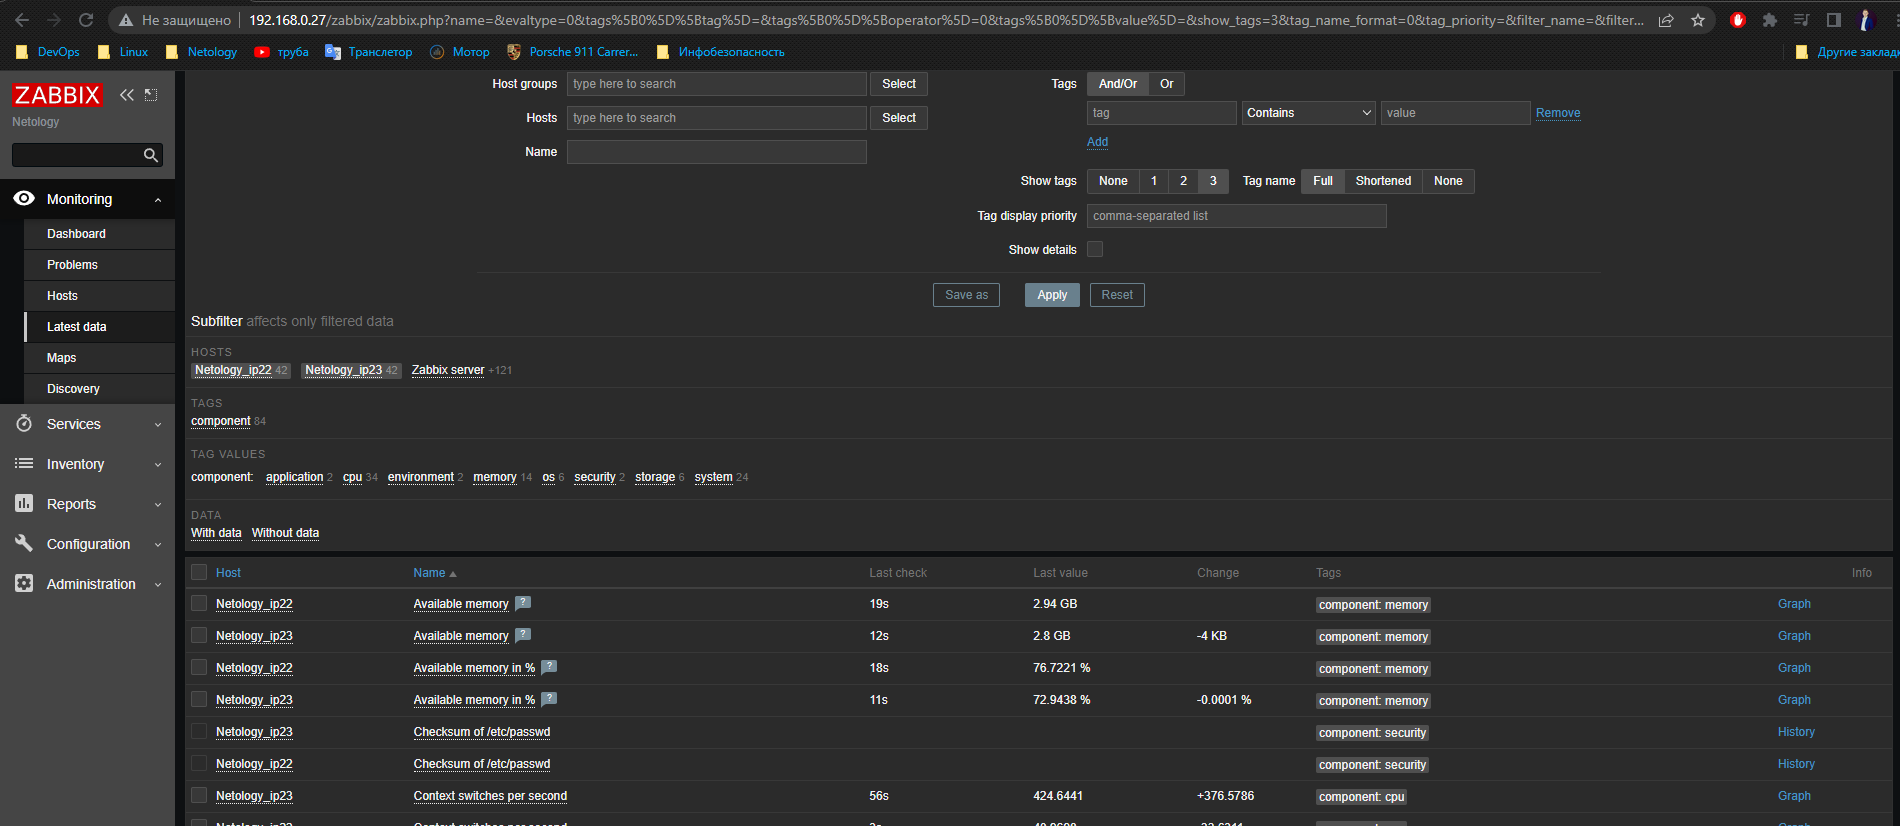 Не защищено 192.168.0.27/zabbix/zabbix.php?name=&evaltype=0&tags%5B0%5D%5Btag%5D=&tags%5B0%5D%5Boperator%5D=0&tags%5B0%5D%5Bvalue%5D=&show_tags=3&tag_name_format=0&tag_priority=&filter_name=&filter...
DevOps Linux Netology труба Транслетор Мотор Porsche 911 Carrer... Инфобезопасность Другие заклад
ZABBIX
Netology
Host groups type here to search Select Tags And/Or Or
Hosts type here to search Select tag Contains value Remove
Name Add
Show tags None 1 2 3 Tag name Full Shortened None
Tag display priority comma-separated list
Show details
Save as Apply Reset
Monitoring
Dashboard
Problems
Hosts
Latest data
Maps
Discovery
Services
Inventory
Reports
Configuration
Administration
Subfilter affects only filtered data
HOSTS
Netology_ip22 42 Netology_ip23 42 Zabbix server +121
TAGS
component 84
TAG VALUES
component: application 2 cpu 34 environment 2 memory 14 os 6 security 2 storage 6 system 24
DATA
With data Without data
Host Name Last check Last value Change Tags Info
Netology_ip22 Available memory ? 19s 2.94 GB component: memory Graph
Netology_ip23 Available memory ? 12s 2.8 GB -4 KB component: memory Graph
Netology_ip22 Available memory in % ? 18s 76.7221 % component: memory Graph
Netology_ip23 Available memory in % ? 11s 72.9438 % -0.0001 % component: memory Graph
Netology_ip23 Checksum of /etc/passwd component: security History
Netology_ip22 Checksum of /etc/passwd component: security History
Netology_ip23 Context switches per second 56s 424.6441 +376.5786 component: cpu Graph